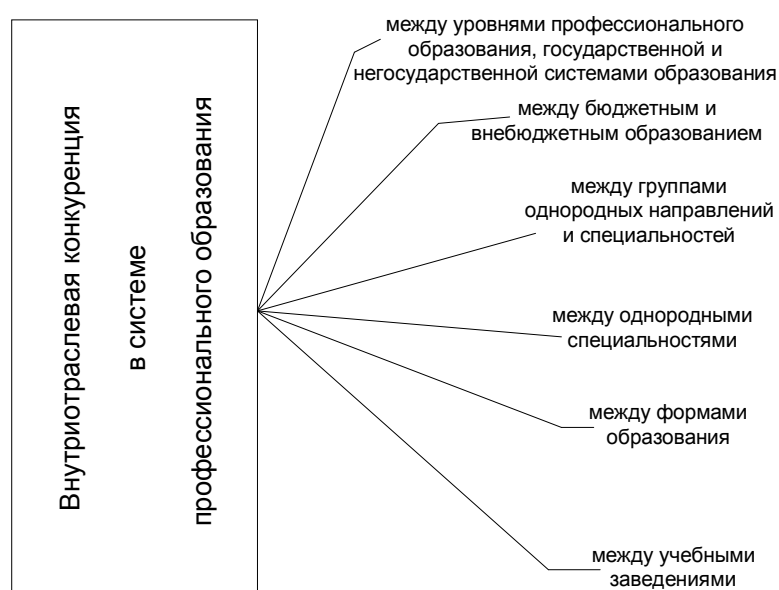 Внутриотраслевая конкуренция
в системе
профессионального образования
между уровнями профессионального
образования, государственной и
негосударственной системами образования
между бюджетным и
внебюджетным образованием
между группами
однородных направлений
и специальностей
между однородными
специальностями
между формами
образования
между учебными
заведениями